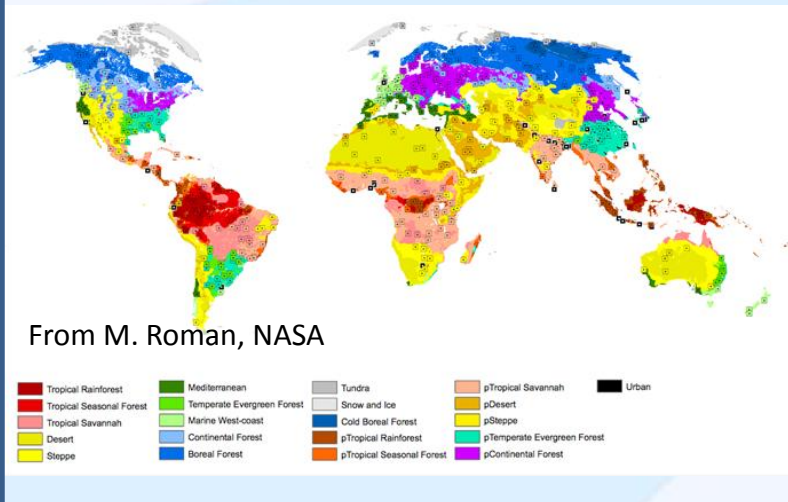 From M. Roman, NASA
Tropical Rainforest
Tropical Seasonal Forest
Tropical Savannah
Desert
Steppe
Mediterranean
Temperate Evergreen Forest
Marine West-coast
Continental Forest
Boreal Forest
Tundra
Snow and Ice
Cold Boreal Forest
pTropical Rainforest
pTropical Seasonal Forest
pTropical Savannah
pDesert
pSteppe
pTemperate Evergreen Forest
pContinental Forest
Urban